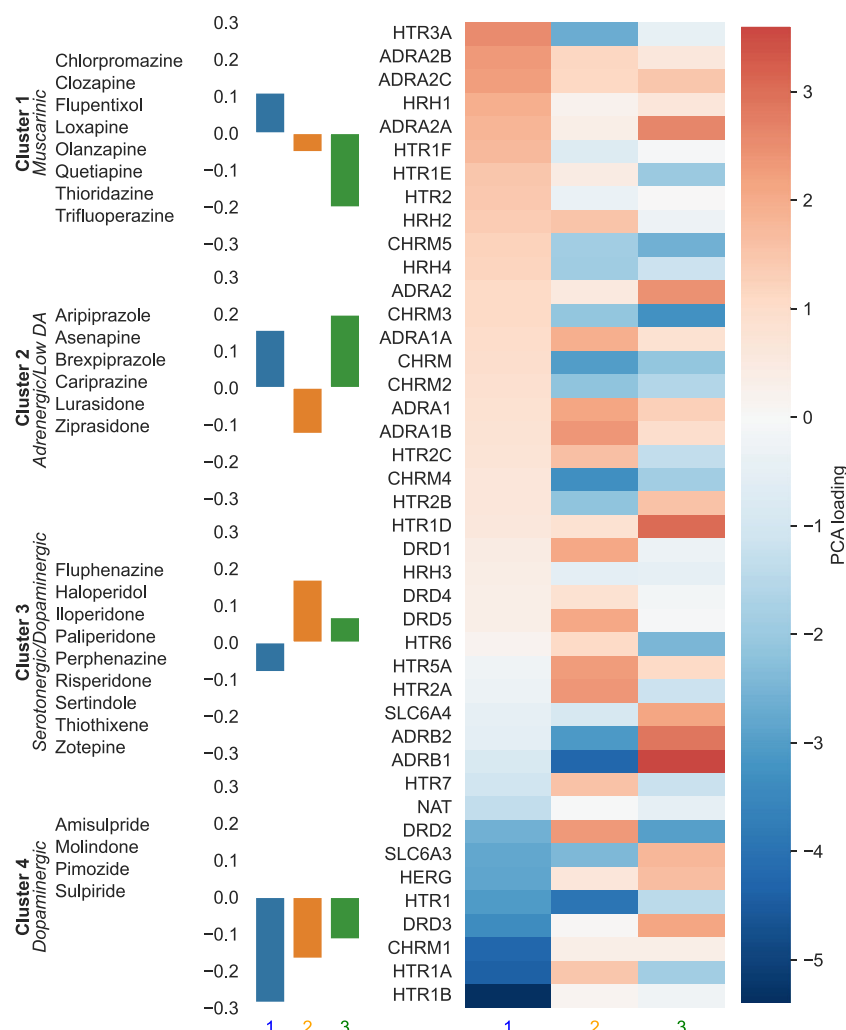 Cluster 1
Muscarinic
Chlorpromazine
Clozapine
Flupentixol
Loxapine
Olanzapine
Quetiapine
Thioridazine
Trifluoperazine
0.3
0.2
0.1
0.0
−0.1
−0.2
−0.3
Cluster 2
Adrenergic/Low DA
Aripiprazole
Asenapine
Brexpiprazole
Cariprazine
Lurasidone
Ziprasidone
0.3
0.2
0.1
0.0
−0.1
−0.2
−0.3
Cluster 3
Serotonergic/Dopaminergic
Fluphenazine
Haloperidol
Iloperidone
Paliperidone
Perphenazine
Risperidone
Sertindole
Thiothixene
Zotepine
0.3
0.2
0.1
0.0
−0.1
−0.2
−0.3
Cluster 4
Dopaminergic
Amisulpride
Molindone
Pimozide
Sulpiride
0.3
0.2
0.1
0.0
−0.1
−0.2
−0.3
1 2 3
HTR3A
ADRA2B
ADRA2C
HRH1
ADRA2A
HTR1F
HTR1E
HTR2
HRH2
CHRM5
HRH4
ADRA2
CHRM3
ADRA1A
CHRM
CHRM2
ADRA1
ADRA1B
HTR2C
CHRM4
HTR2B
HTR1D
DRD1
HRH3
DRD4
DRD5
HTR6
HTR5A
HTR2A
SLC6A4
ADRB2
ADRB1
HTR7
NAT
DRD2
SLC6A3
HERG
HTR1
DRD3
CHRM1
HTR1A
HTR1B
1 2 3
3
2
1
0
−1
−2
−3
−4
−5
PCA loading